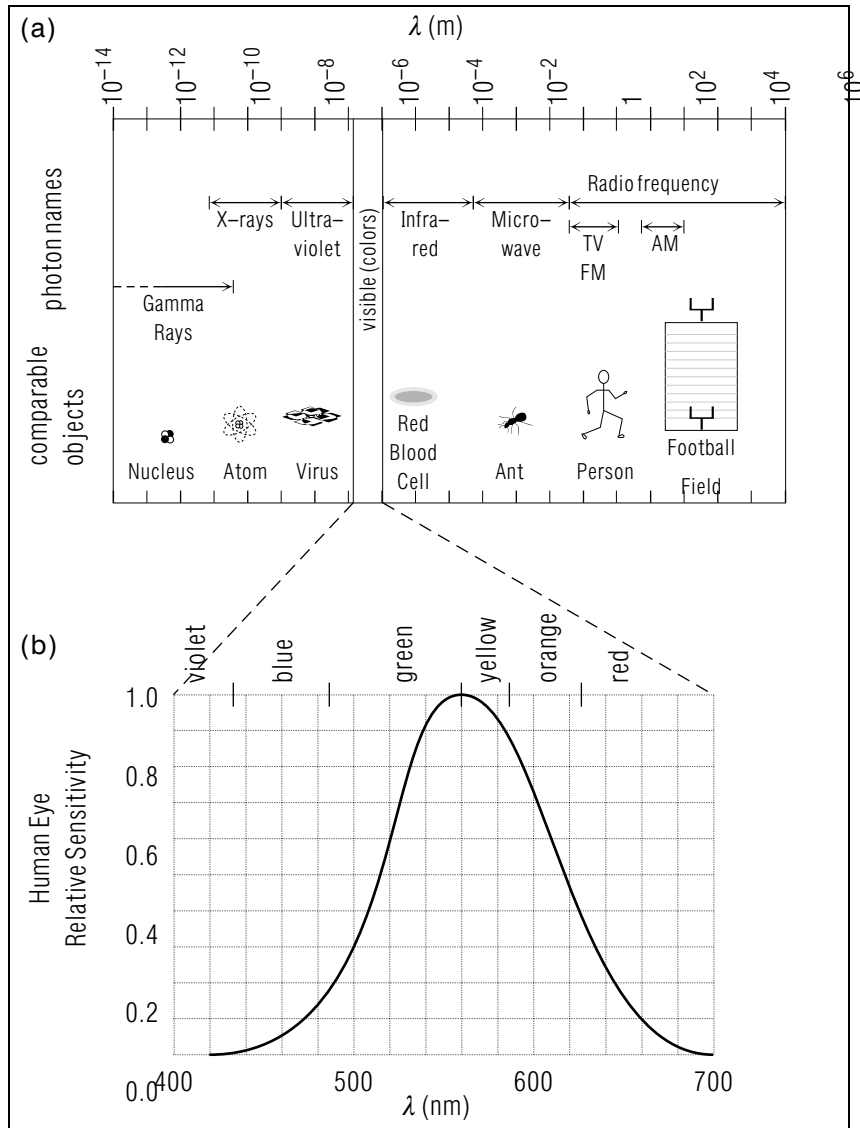 (a)
λ (m)
10⁻¹⁴ 10⁻¹² 10⁻¹⁰ 10⁻⁸ 10⁻⁶ 10⁻⁴ 10⁻² 1 10² 10⁴ 10⁶
photon names
Radio frequency
X–rays Ultra– Infra– Micro–
violet red wave TV AM
FM
visible (colors)
Gamma
Rays
comparable
objects
Red
Blood
Cell
Football
Field
Nucleus Atom Virus Ant Person
(b)
violet blue green yellow orange red
Human Eye
Relative Sensitivity
1.0
0.8
0.6
0.4
0.2
0.0
400 500 600 700
λ (nm)